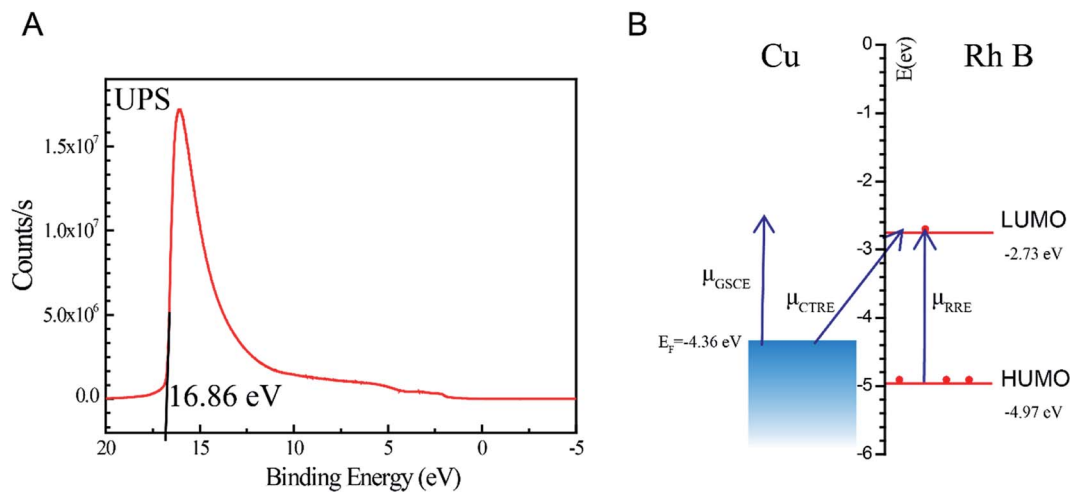 A
UPS
1.5x10⁷
1.0x10⁷
5.0x10⁶
0.0
Counts/s
16.86 eV
20 15 10 5 0 -5
Binding Energy (eV)
B
Cu
Rh B
E(ev)
0
-1
-2
-3
-4
-5
-6
LUMO
-2.73 eV
μGSCE
μCTRE
μRRE
EF=-4.36 eV
HUMO
-4.97 eV